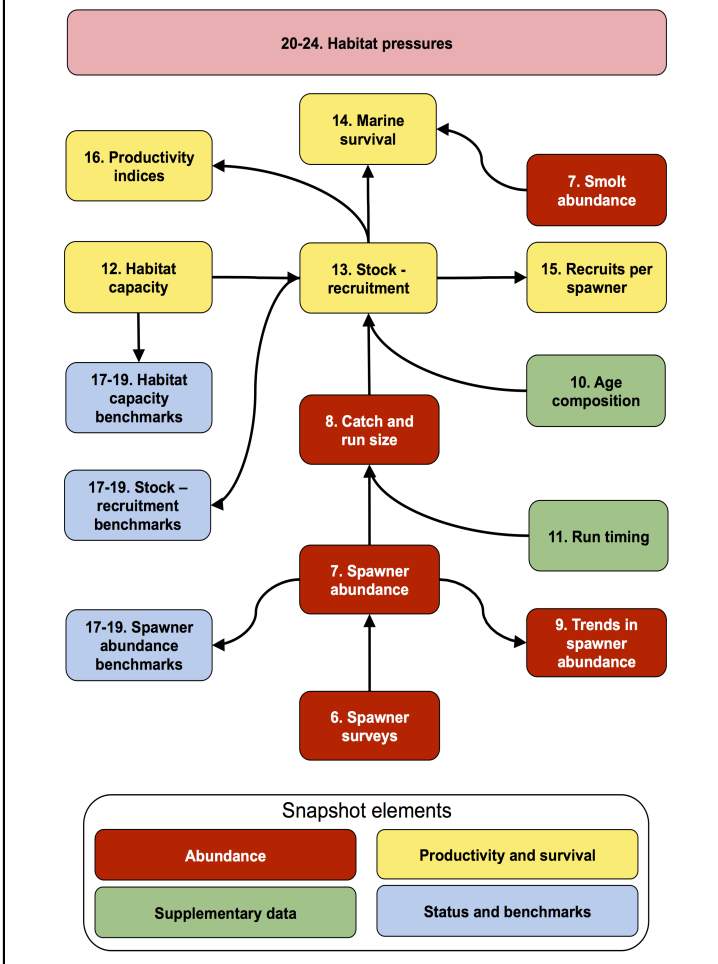 20-24. Habitat pressures
14. Marine
survival
16. Productivity
indices
7. Smolt
abundance
12. Habitat
capacity
13. Stock -
recruitment
15. Recruits per
spawner
17-19. Habitat
capacity
benchmarks
10. Age
composition
8. Catch and
run size
17-19. Stock –
recruitment
benchmarks
11. Run timing
7. Spawner
abundance
17-19. Spawner
abundance
benchmarks
9. Trends in
spawner
abundance
6. Spawner
surveys
Snapshot elements
Abundance
Productivity and survival
Supplementary data
Status and benchmarks